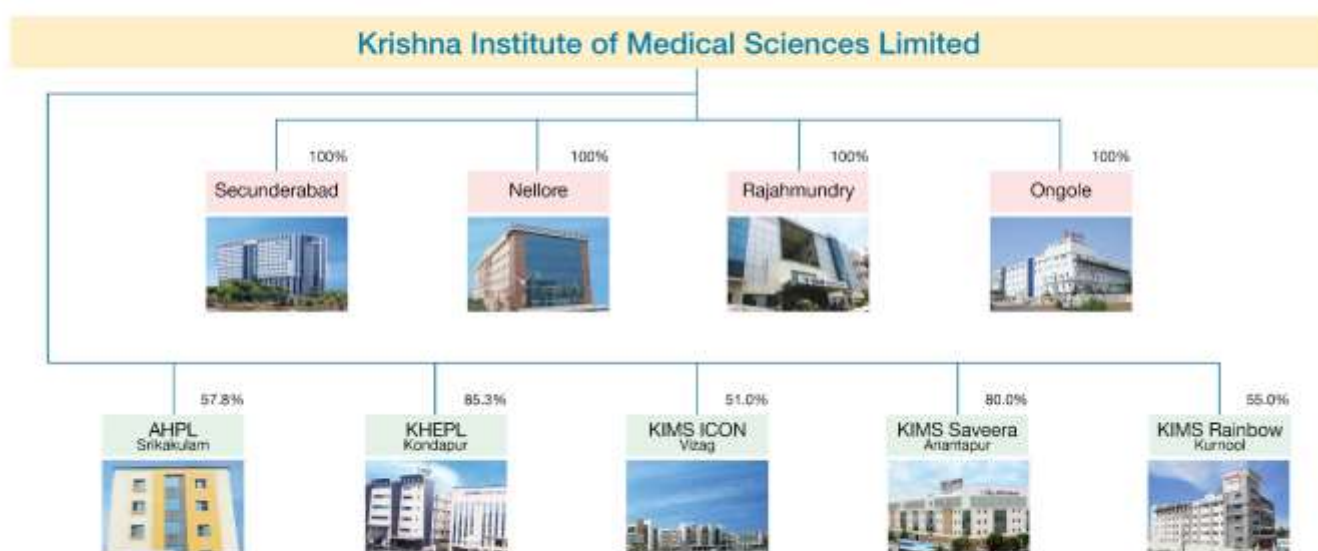 Krishna Institute of Medical Sciences Limited
100%
100%
100%
100%
Secunderabad
Nellore
Rajahmundry
Ongole
57.8%
85.3%
51.0%
80.0%
55.0%
AHPL
Srikakulam
KHEPL
Kondapur
KIMS ICON
Vizag
KIMS Saveera
Anantapur
KIMS Rainbow
Kurnool